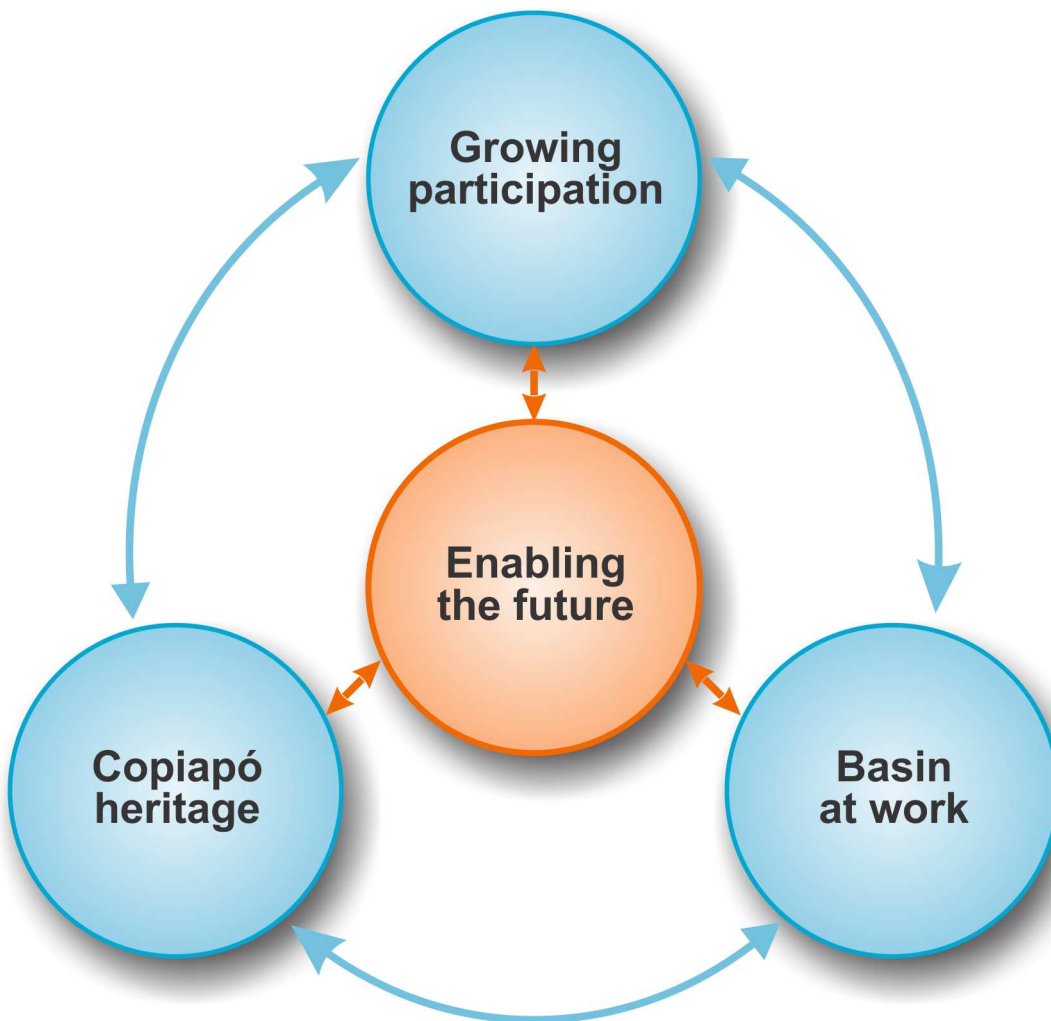 Growing
participation
Enabling
the future
Copiapó
heritage
Basin
at work